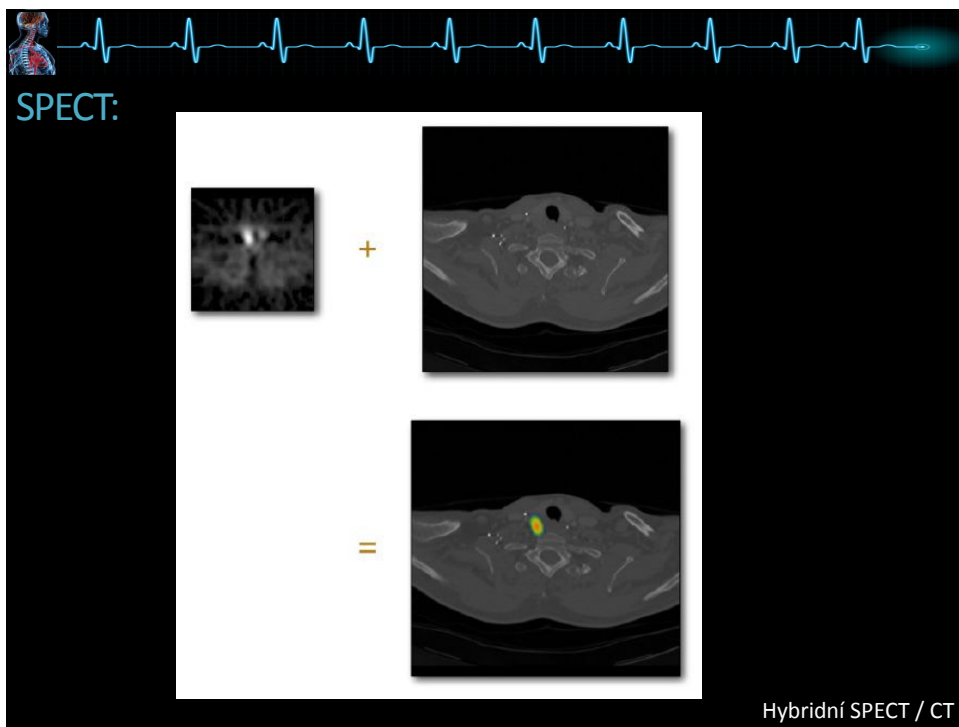 SPECT:
+
=
Hybridní SPECT / CT